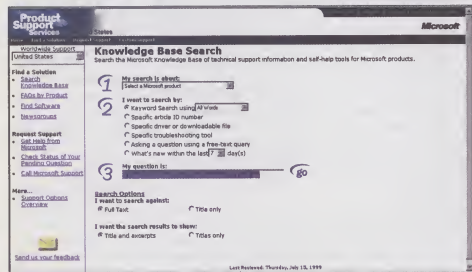 Product
Support
Services
States
Microsoft
Worldwide Support
United States
Find a Solution
Search
Knowledge Base
FAQs by Product
Find Software
Newsgroups
Request Support
Get Help from
Microsoft
Check Status of Your
Pending Question
Call Microsoft Support
More...
Support Options
Overview
Send us your feedback
Knowledge Base Search
Search the Microsoft Knowledge Base of technical support information and self-help tools for Microsoft products.
1
My search is about:
Select a Microsoft product
2
I want to search by:
Keyword Search using All Words
Specific article ID number
Specific driver or downloadable file
Specific troubleshooting tool
Asking a question using a free-text query
What's new within the last 7 day(s)
3
My question is:
go
Search Options
I want to search against:
Full Text Title only
I want the search results to show:
Title and excerpts Titles only
Last Reviewed: Thursday, July 15, 1999